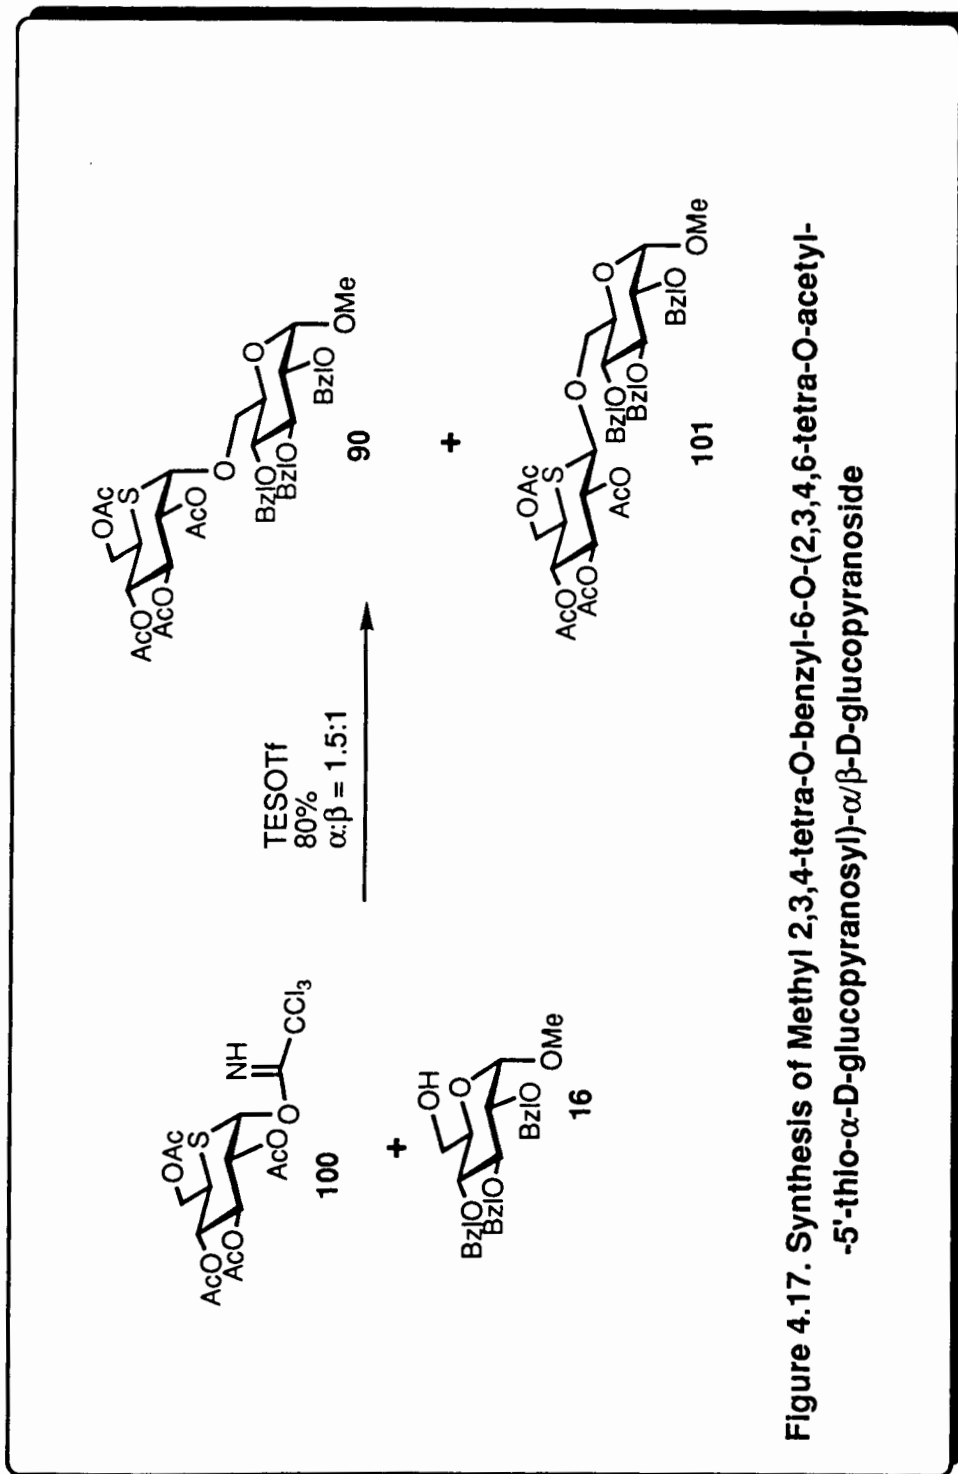 OAc
S
AcO
AcO
AcO
O
NH
CCl3
100
+
OH
O
BzlO
BzlO
BzlO
OMe
16
TESOTf
80%
α:β = 1.5:1
OAc
S
AcO
AcO
AcO
O
O
BzlO
BzlO
BzlO
OMe
90
+
OAc
S
O
AcO
AcO
AcO
O
BzlO
BzlO
BzlO
OMe
101
Figure 4.17. Synthesis of Methyl 2,3,4-tetra-O-benzyl-6-O-(2,3,4,6-tetra-O-acetyl-
-5'-thio-α-D-glucopyranosyl)-α/β-D-glucopyranoside